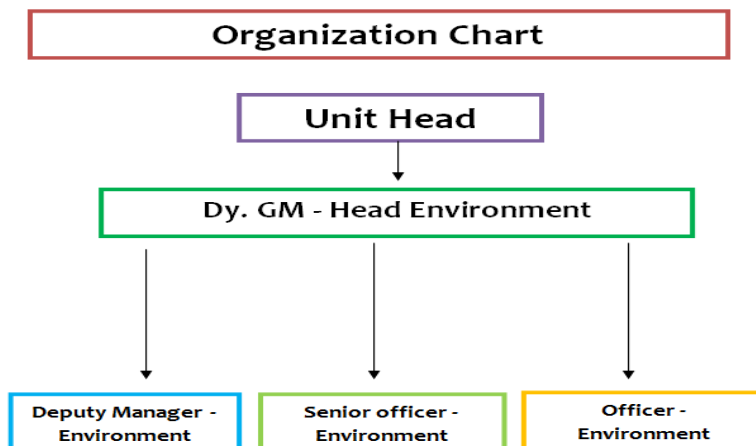 Organization Chart
Unit Head
Dy. GM - Head Environment
Deputy Manager -
Environment
Senior officer -
Environment
Officer -
Environment